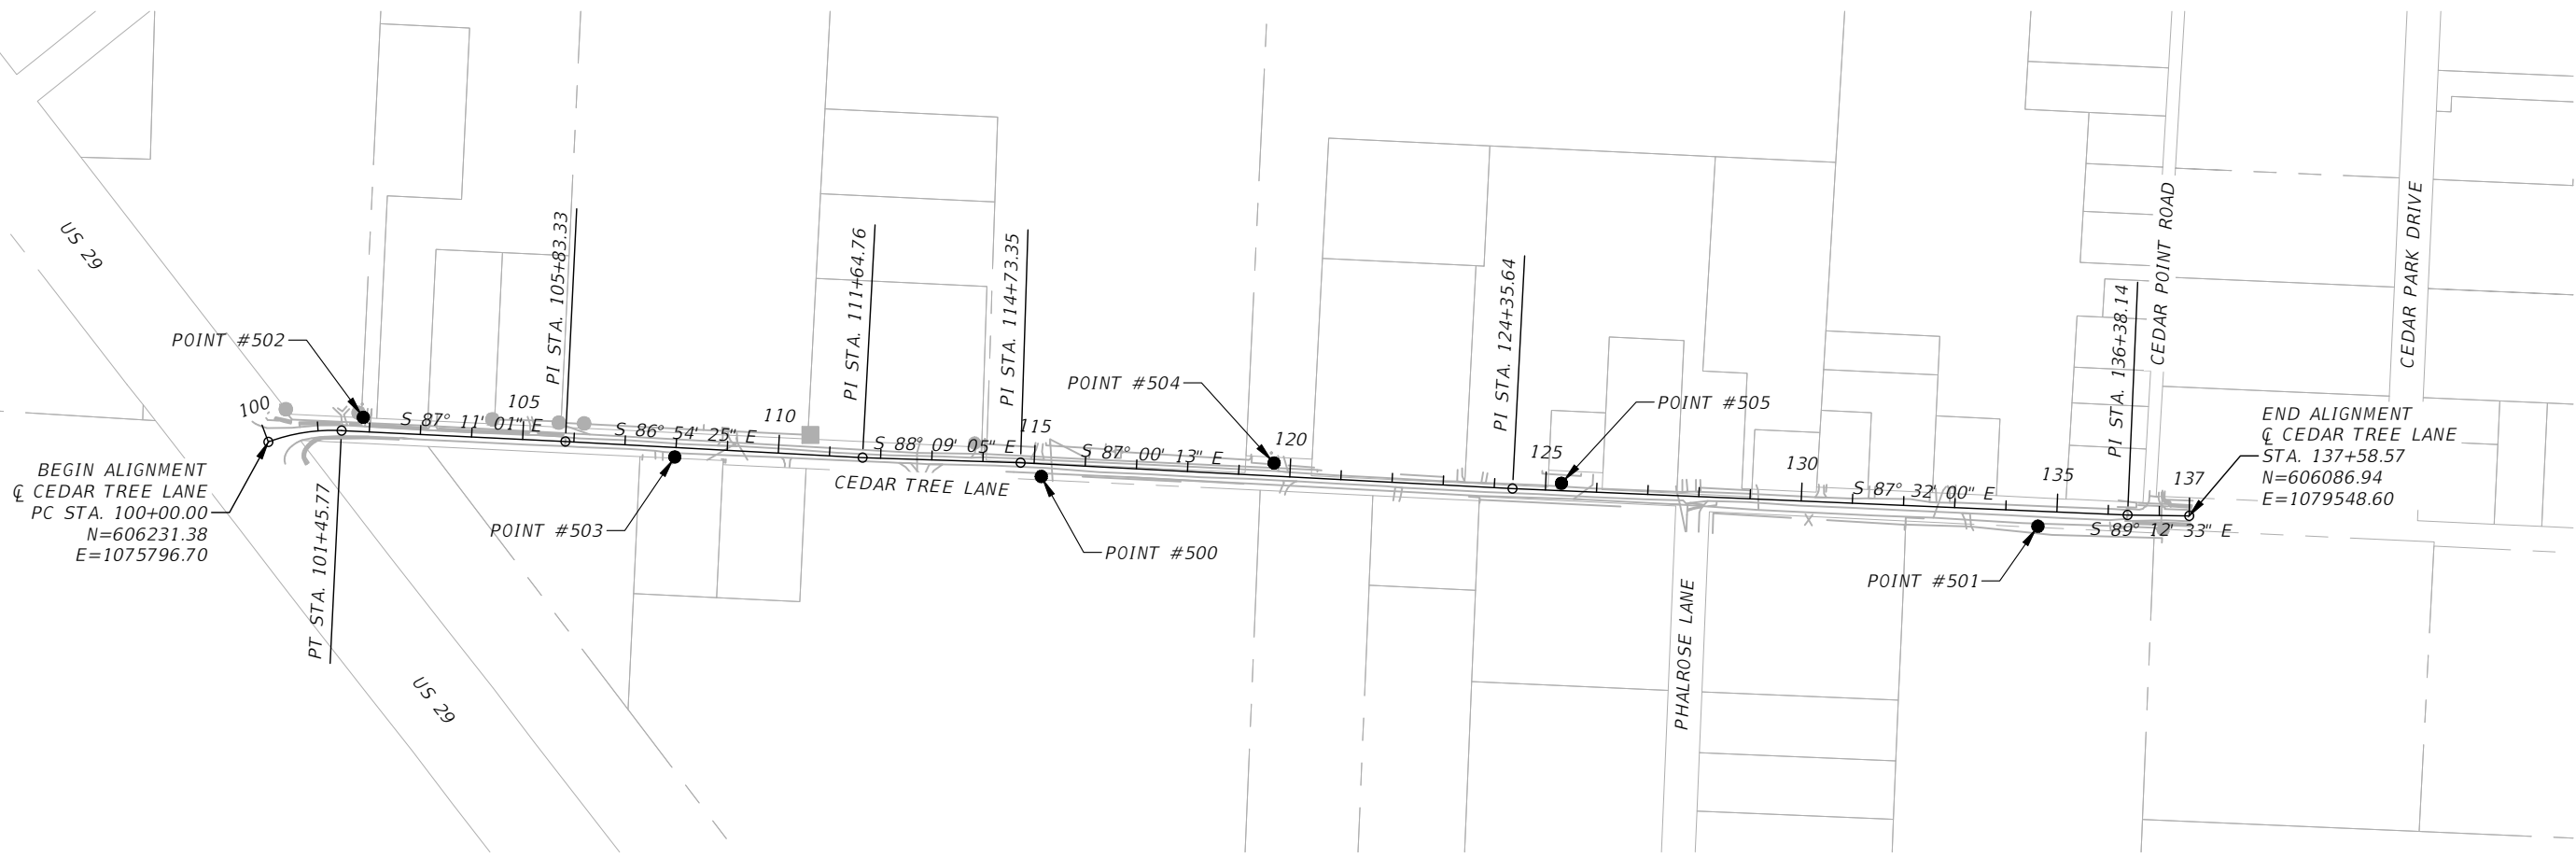 US 29
POINT #502
100
BEGIN ALIGNMENT
℄ CEDAR TREE LANE
PC STA. 100+00.00
N=606231.38
E=1075796.70
PT STA. 101+45.77
US 29
S 87° 11' 01" E
105
PI STA. 105+83.33
S 86° 54' 25" E
POINT #503
110
PI STA. 111+64.76
S 88° 09' 05" E
CEDAR TREE LANE
PI STA. 114+73.35
115
POINT #500
S 87° 00' 13" E
POINT #504
120
PI STA. 124+35.64
125
POINT #505
PHALROSE LANE
130
S 87° 32' 00" E
POINT #501
135
PI STA. 136+38.14
CEDAR POINT ROAD
S 89° 12' 33" E
137
CEDAR PARK DRIVE
END ALIGNMENT
℄ CEDAR TREE LANE
STA. 137+58.57
N=606086.94
E=1079548.60